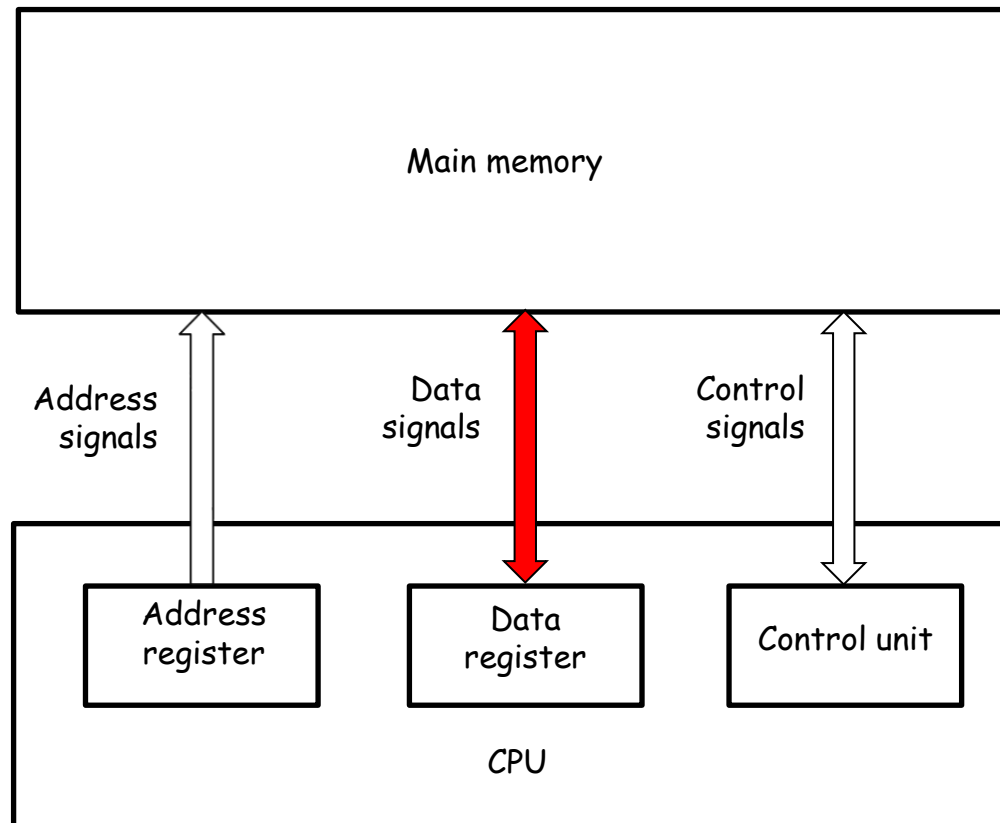 Main memory
Address
signals
Data
signals
Control
signals
Address
register
Data
register
Control unit
CPU